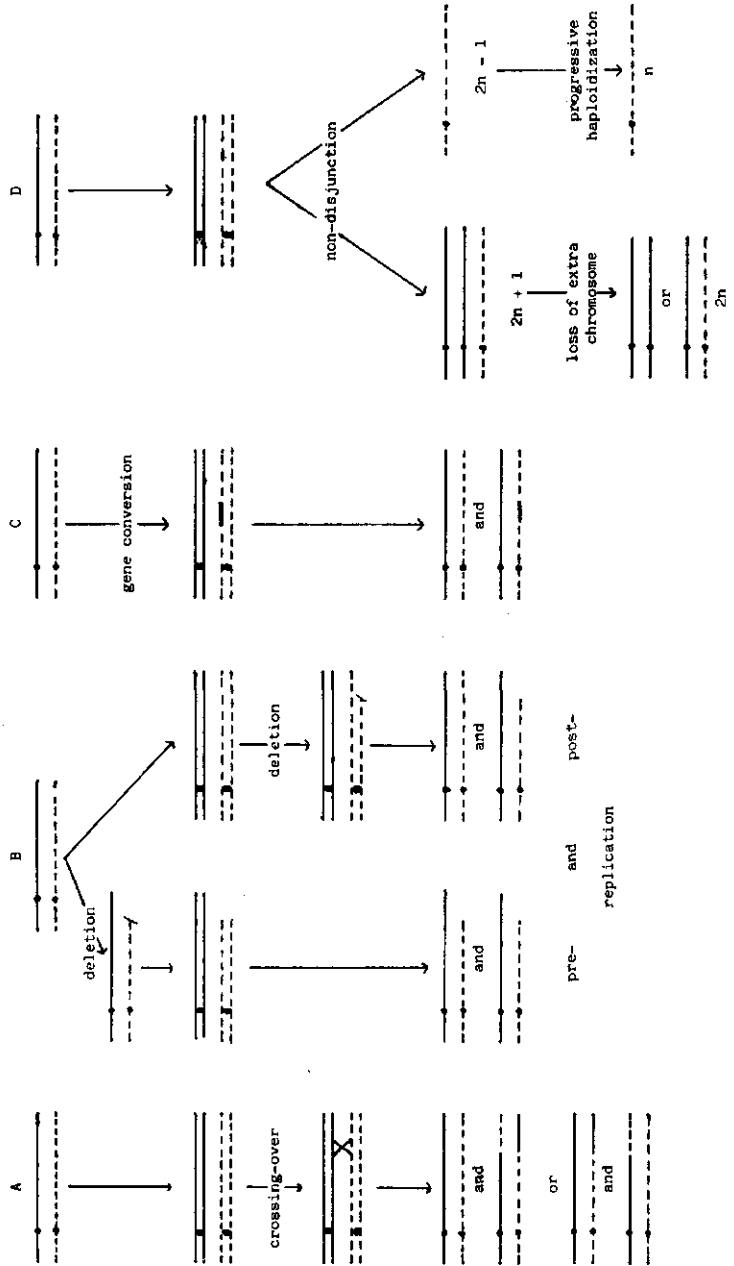 A
crossing-over
and
or
and
B
deletion
deletion
and
and
pre-
and
post-
replication
C
gene conversion
and
D
non-disjunction
2n + 1
2n - 1
loss of extra
chromosome
progressive
haploidization
or
2n
n